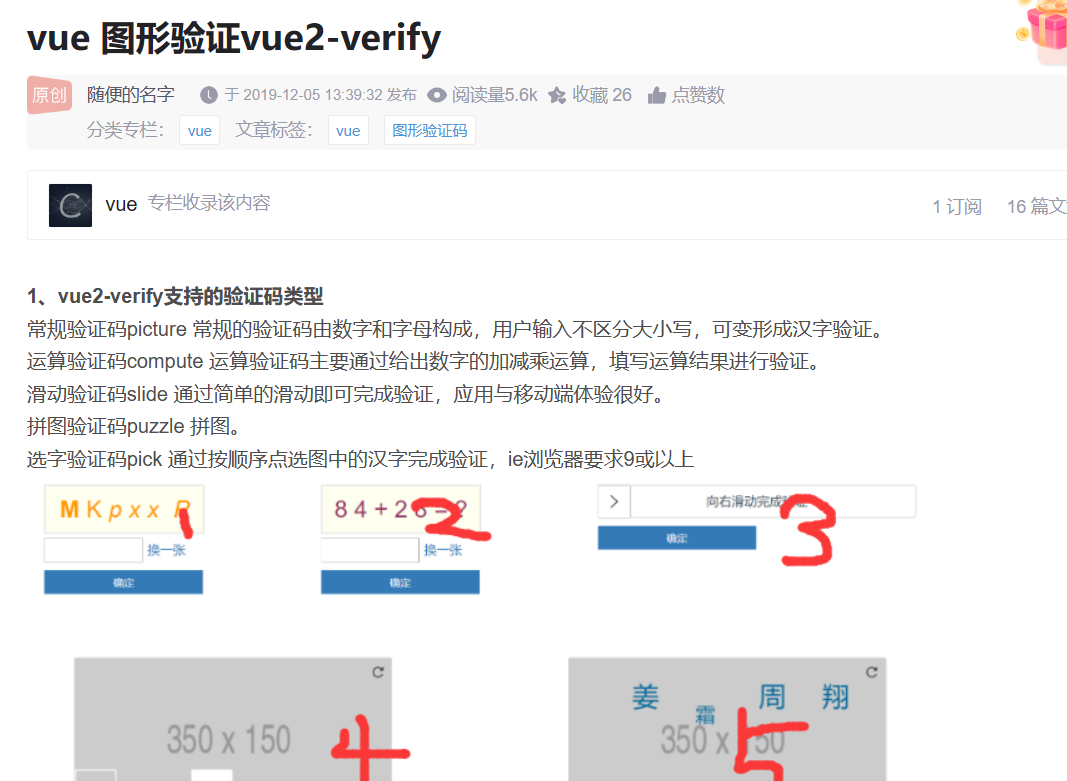 vue 图形验证vue2-verify
原创 随便的名字 于 2019-12-05 13:39:32 发布 阅读量5.6k 收藏 26 点赞数
分类专栏： vue 文章标签： vue 图形验证码
C vue 专栏收录该内容 1 订阅 16 篇文
1、vue2-verify支持的验证码类型
常规验证码picture 常规的验证码由数字和字母构成，用户输入不区分大小写，可变形成汉字验证。
运算验证码compute 运算验证码主要通过给出数字的加减乘运算，填写运算结果进行验证。
滑动验证码slide 通过简单的滑动即可完成验证，应用与移动端体验很好。
拼图验证码puzzle 拼图。
选字验证码pick 通过按顺序点选图中的汉字完成验证，ie浏览器要求9或以上
MKpxxR 1 84+26=? 2 向右滑动完成验证 3
换一张 换一张 确定
确定 确定
姜 霜 周 翔
350 x 150 4 350 x 150 5